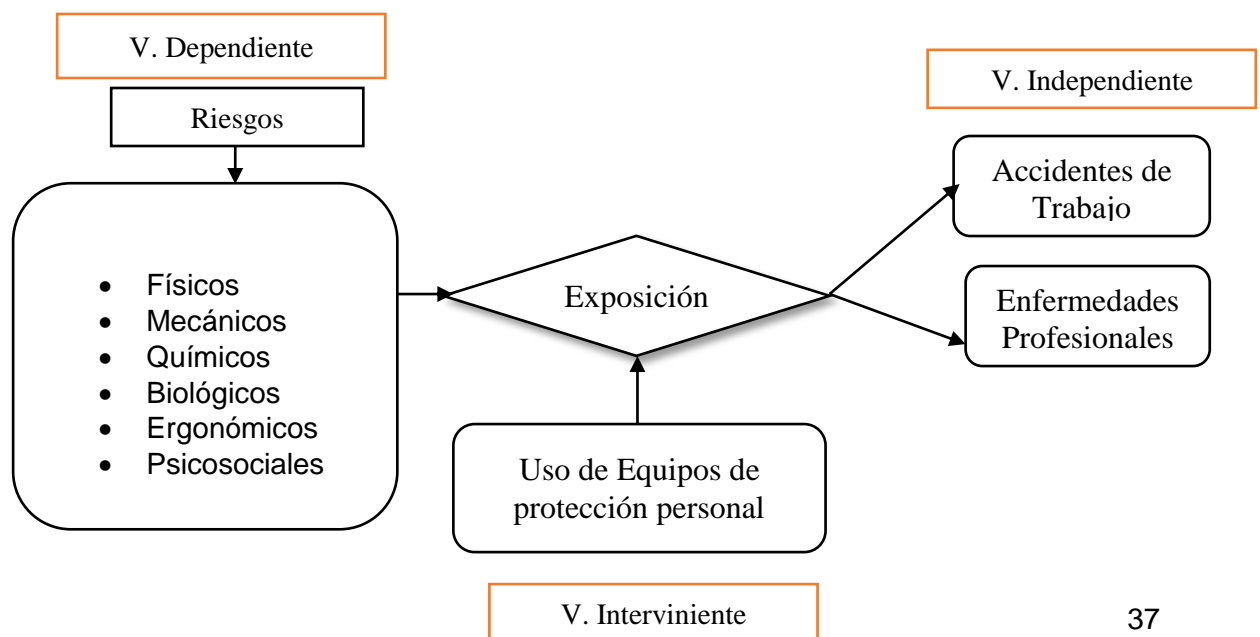 V. Dependiente
Riesgos
• Físicos
• Mecánicos
• Químicos
• Biológicos
• Ergonómicos
• Psicosociales
Exposición
Uso de Equipos de
protección personal
V. Interviniente
V. Independiente
Accidentes de
Trabajo
Enfermedades
Profesionales
37